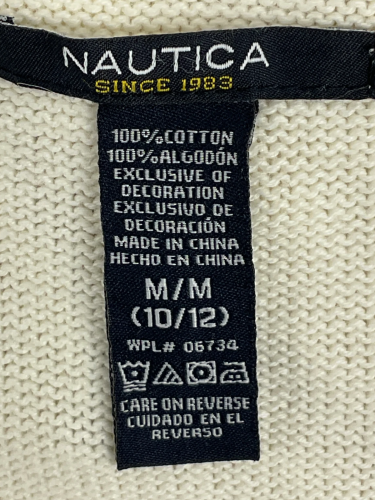 NAUTICA
SINCE 1983
100% COTTON
100% ALGODÓN
EXCLUSIVE OF
DECORATION
EXCLUSIVO DE
DECORACIÓN
MADE IN CHINA
HECHO EN CHINA
M/M
(10/12)
WPL# 06734
CARE ON REVERSE
CUIDADO EN EL
REVERSO